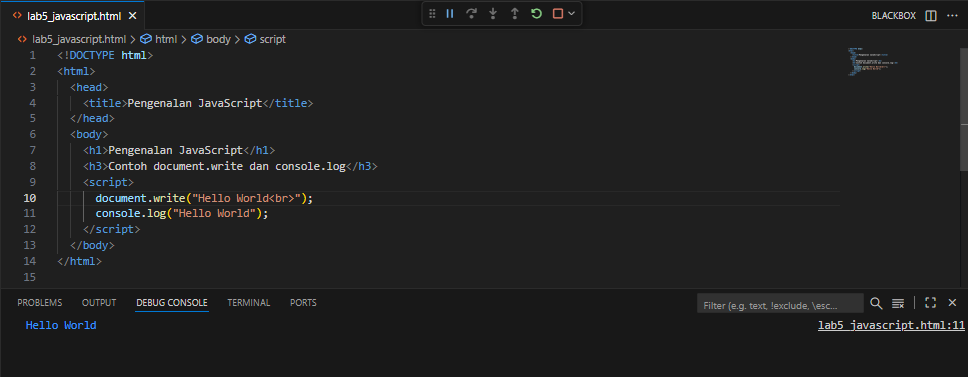 lab5_javascript.html
BLACKBOX
lab5_javascript.html > html > body > script
1 <!DOCTYPE html>
2 <html>
3 <head>
4 <title>Pengenalan JavaScript</title>
5 </head>
6 <body>
7 <h1>Pengenalan JavaScript</h1>
8 <h3>Contoh document.write dan console.log</h3>
9 <script>
10 document.write("Hello World<br>");
11 console.log("Hello World");
12 </script>
13 </body>
14 </html>
15
PROBLEMS OUTPUT DEBUG CONSOLE TERMINAL PORTS
Filter (e.g. text, !exclude, \esc...
Hello World lab5_javascript.html:11